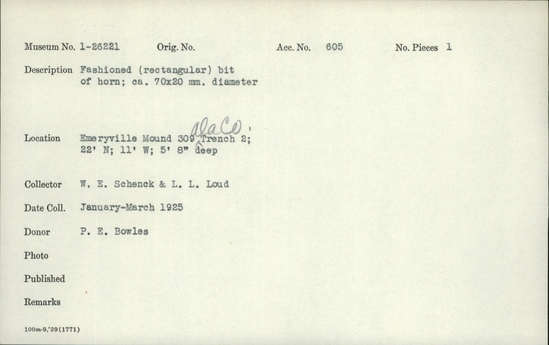 Museum No. 1-26221 Orig. No. Acc. No. 605 No. Pieces 1
Description Fashioned (rectangular) bit
of horn; ca. 70x20 mm. diameter
AlaCo
Location Emeryville Mound 309 Trench 2;
22' N; 11' W; 5' 8" deep
Collector W. E. Schenck & L. L. Loud
Date Coll. January-March 1925
Donor P. E. Bowles
Photo
Published
Remarks
100m-9,'29(1771)